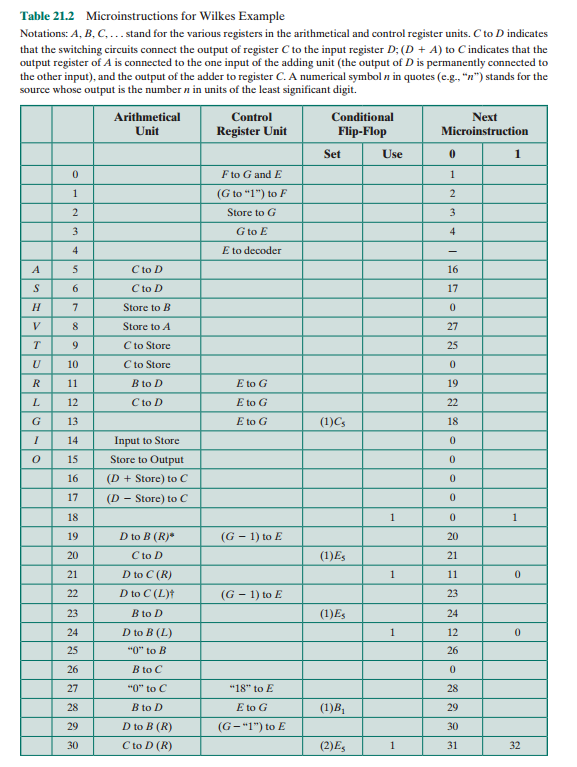 Table 21.2 Microinstructions for Wilkes Example
Notations: A, B, C, . . . stand for the various registers in the arithmetical and control register units. C to D indicates
that the switching circuits connect the output of register C to the input register D; (D + A) to C indicates that the
output register of A is connected to the one input of the adding unit (the output of D is permanently connected to
the other input), and the output of the adder to register C. A numerical symbol n in quotes (e.g., “n”) stands for the
source whose output is the number n in units of the least significant digit.
Arithmetical Unit Control Register Unit Conditional Flip-Flop Next Microinstruction
Set Use 0 1
0 F to G and E 1
1 (G to “1”) to F 2
2 Store to G 3
3 G to E 4
4 E to decoder —
A 5 C to D 16
S 6 C to D 17
H 7 Store to B 0
V 8 Store to A 27
T 9 C to Store 25
U 10 C to Store 0
R 11 B to D E to G 19
L 12 C to D E to G 22
G 13 E to G (1)C5 18
I 14 Input to Store 0
O 15 Store to Output 0
16 (D + Store) to C 0
17 (D − Store) to C 0
18 1 0 1
19 D to B (R)* (G − 1) to E 20
20 C to D (1)E5 21
21 D to C (R) 1 11 0
22 D to C (L)† (G − 1) to E 23
23 B to D (1)E5 24
24 D to B (L) 1 12 0
25 “0” to B 26
26 B to C 0
27 “0” to C “18” to E 28
28 B to D E to G (1)B1 29
29 D to B (R) (G − “1”) to E 30
30 C to D (R) (2)E5 1 31 32